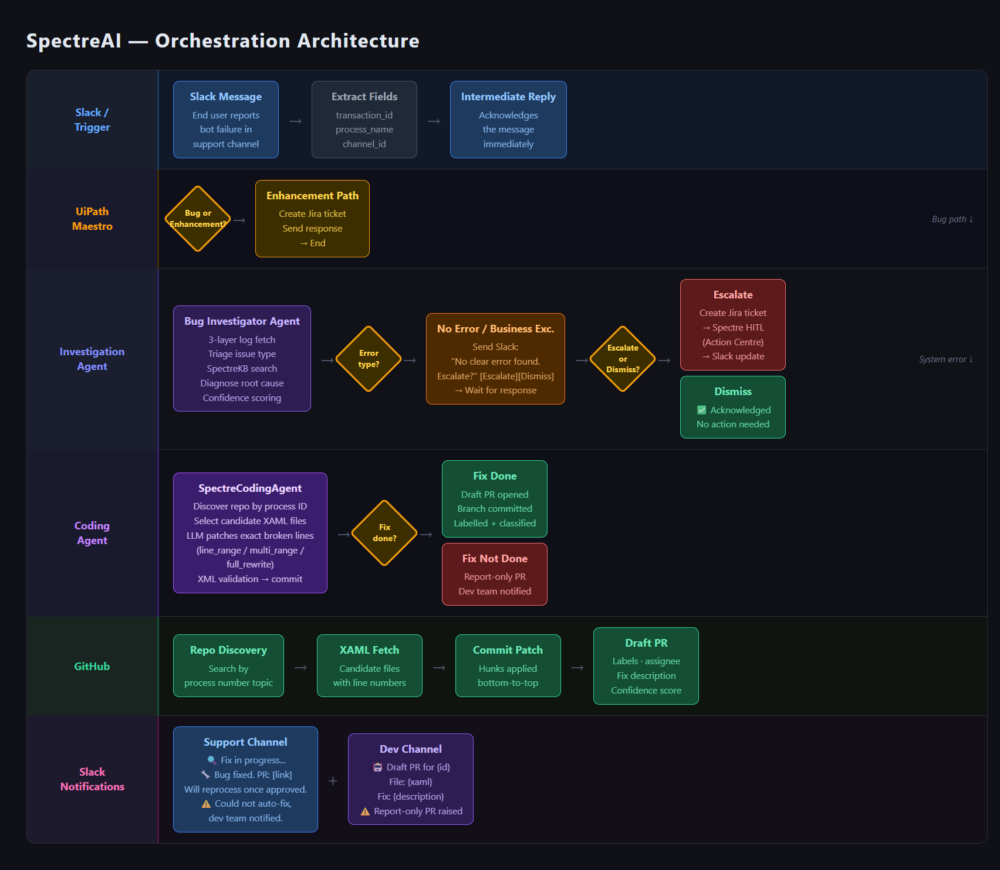 SpectreAI — Orchestration Architecture
Slack /
Trigger
Slack Message
End user reports
bot failure in
support channel
→
Extract Fields
transaction_id
process_name
channel_id
→
Intermediate Reply
Acknowledges
the message
immediately
UiPath
Maestro
Bug or
Enhancement?
→
Enhancement Path
Create Jira ticket
Send response
→ End
Bug path ↓
Investigation
Agent
Bug Investigator Agent
3-layer log fetch
Triage issue type
SpectreKB search
Diagnose root cause
Confidence scoring
→
Error
type?
→
No Error / Business Exc.
Send Slack:
"No clear error found.
Escalate?" [Escalate][Dismiss]
→ Wait for response
→
Escalate
or
Dismiss?
→
Escalate
Create Jira ticket
→ Spectre HITL
(Action Centre)
→ Slack update
Dismiss
✅ Acknowledged
No action needed
System error ↓
Coding
Agent
SpectreCodingAgent
Discover repo by process ID
Select candidate XAML files
LLM patches exact broken lines
(line_range / multi_range /
full_rewrite)
XML validation → commit
→
Fix
done?
→
Fix Done
Draft PR opened
Branch committed
Labelled + classified
Fix Not Done
Report-only PR
Dev team notified
GitHub
Repo Discovery
Search by
process number topic
→
XAML Fetch
Candidate files
with line numbers
→
Commit Patch
Hunks applied
bottom-to-top
→
Draft PR
Labels · assignee
Fix description
Confidence score
Slack
Notifications
Support Channel
🔍 Fix in progress...
🔧 Bug fixed. PR: [link]
Will reprocess once approved.
⚠️ Could not auto-fix,
dev team notified.
+
Dev Channel
🤖 Draft PR for {id}
File: {xaml}
Fix: {description}
⚠️ Report-only PR raised